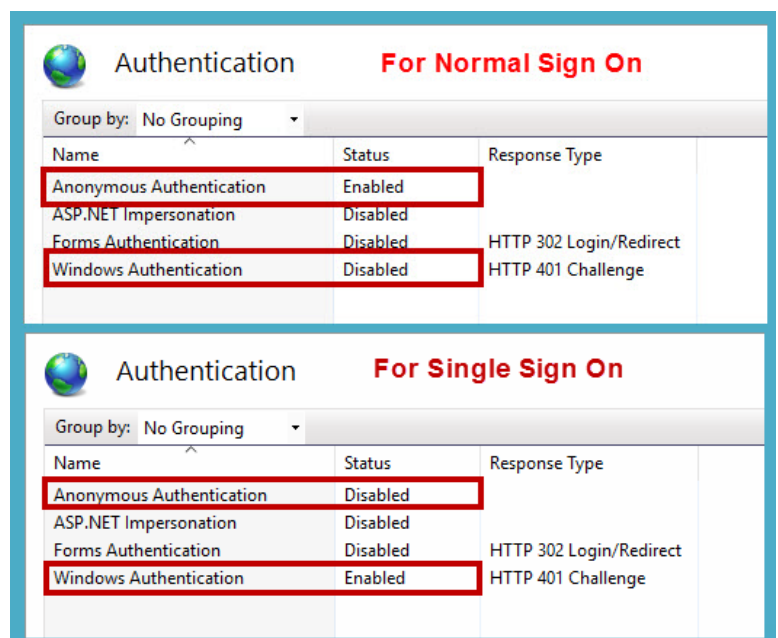 Authentication For Normal Sign On
Group by: No Grouping
Name Status Response Type
Anonymous Authentication Enabled
ASP.NET Impersonation Disabled
Forms Authentication Disabled HTTP 302 Login/Redirect
Windows Authentication Disabled HTTP 401 Challenge
Authentication For Single Sign On
Group by: No Grouping
Name Status Response Type
Anonymous Authentication Disabled
ASP.NET Impersonation Disabled
Forms Authentication Disabled HTTP 302 Login/Redirect
Windows Authentication Enabled HTTP 401 Challenge